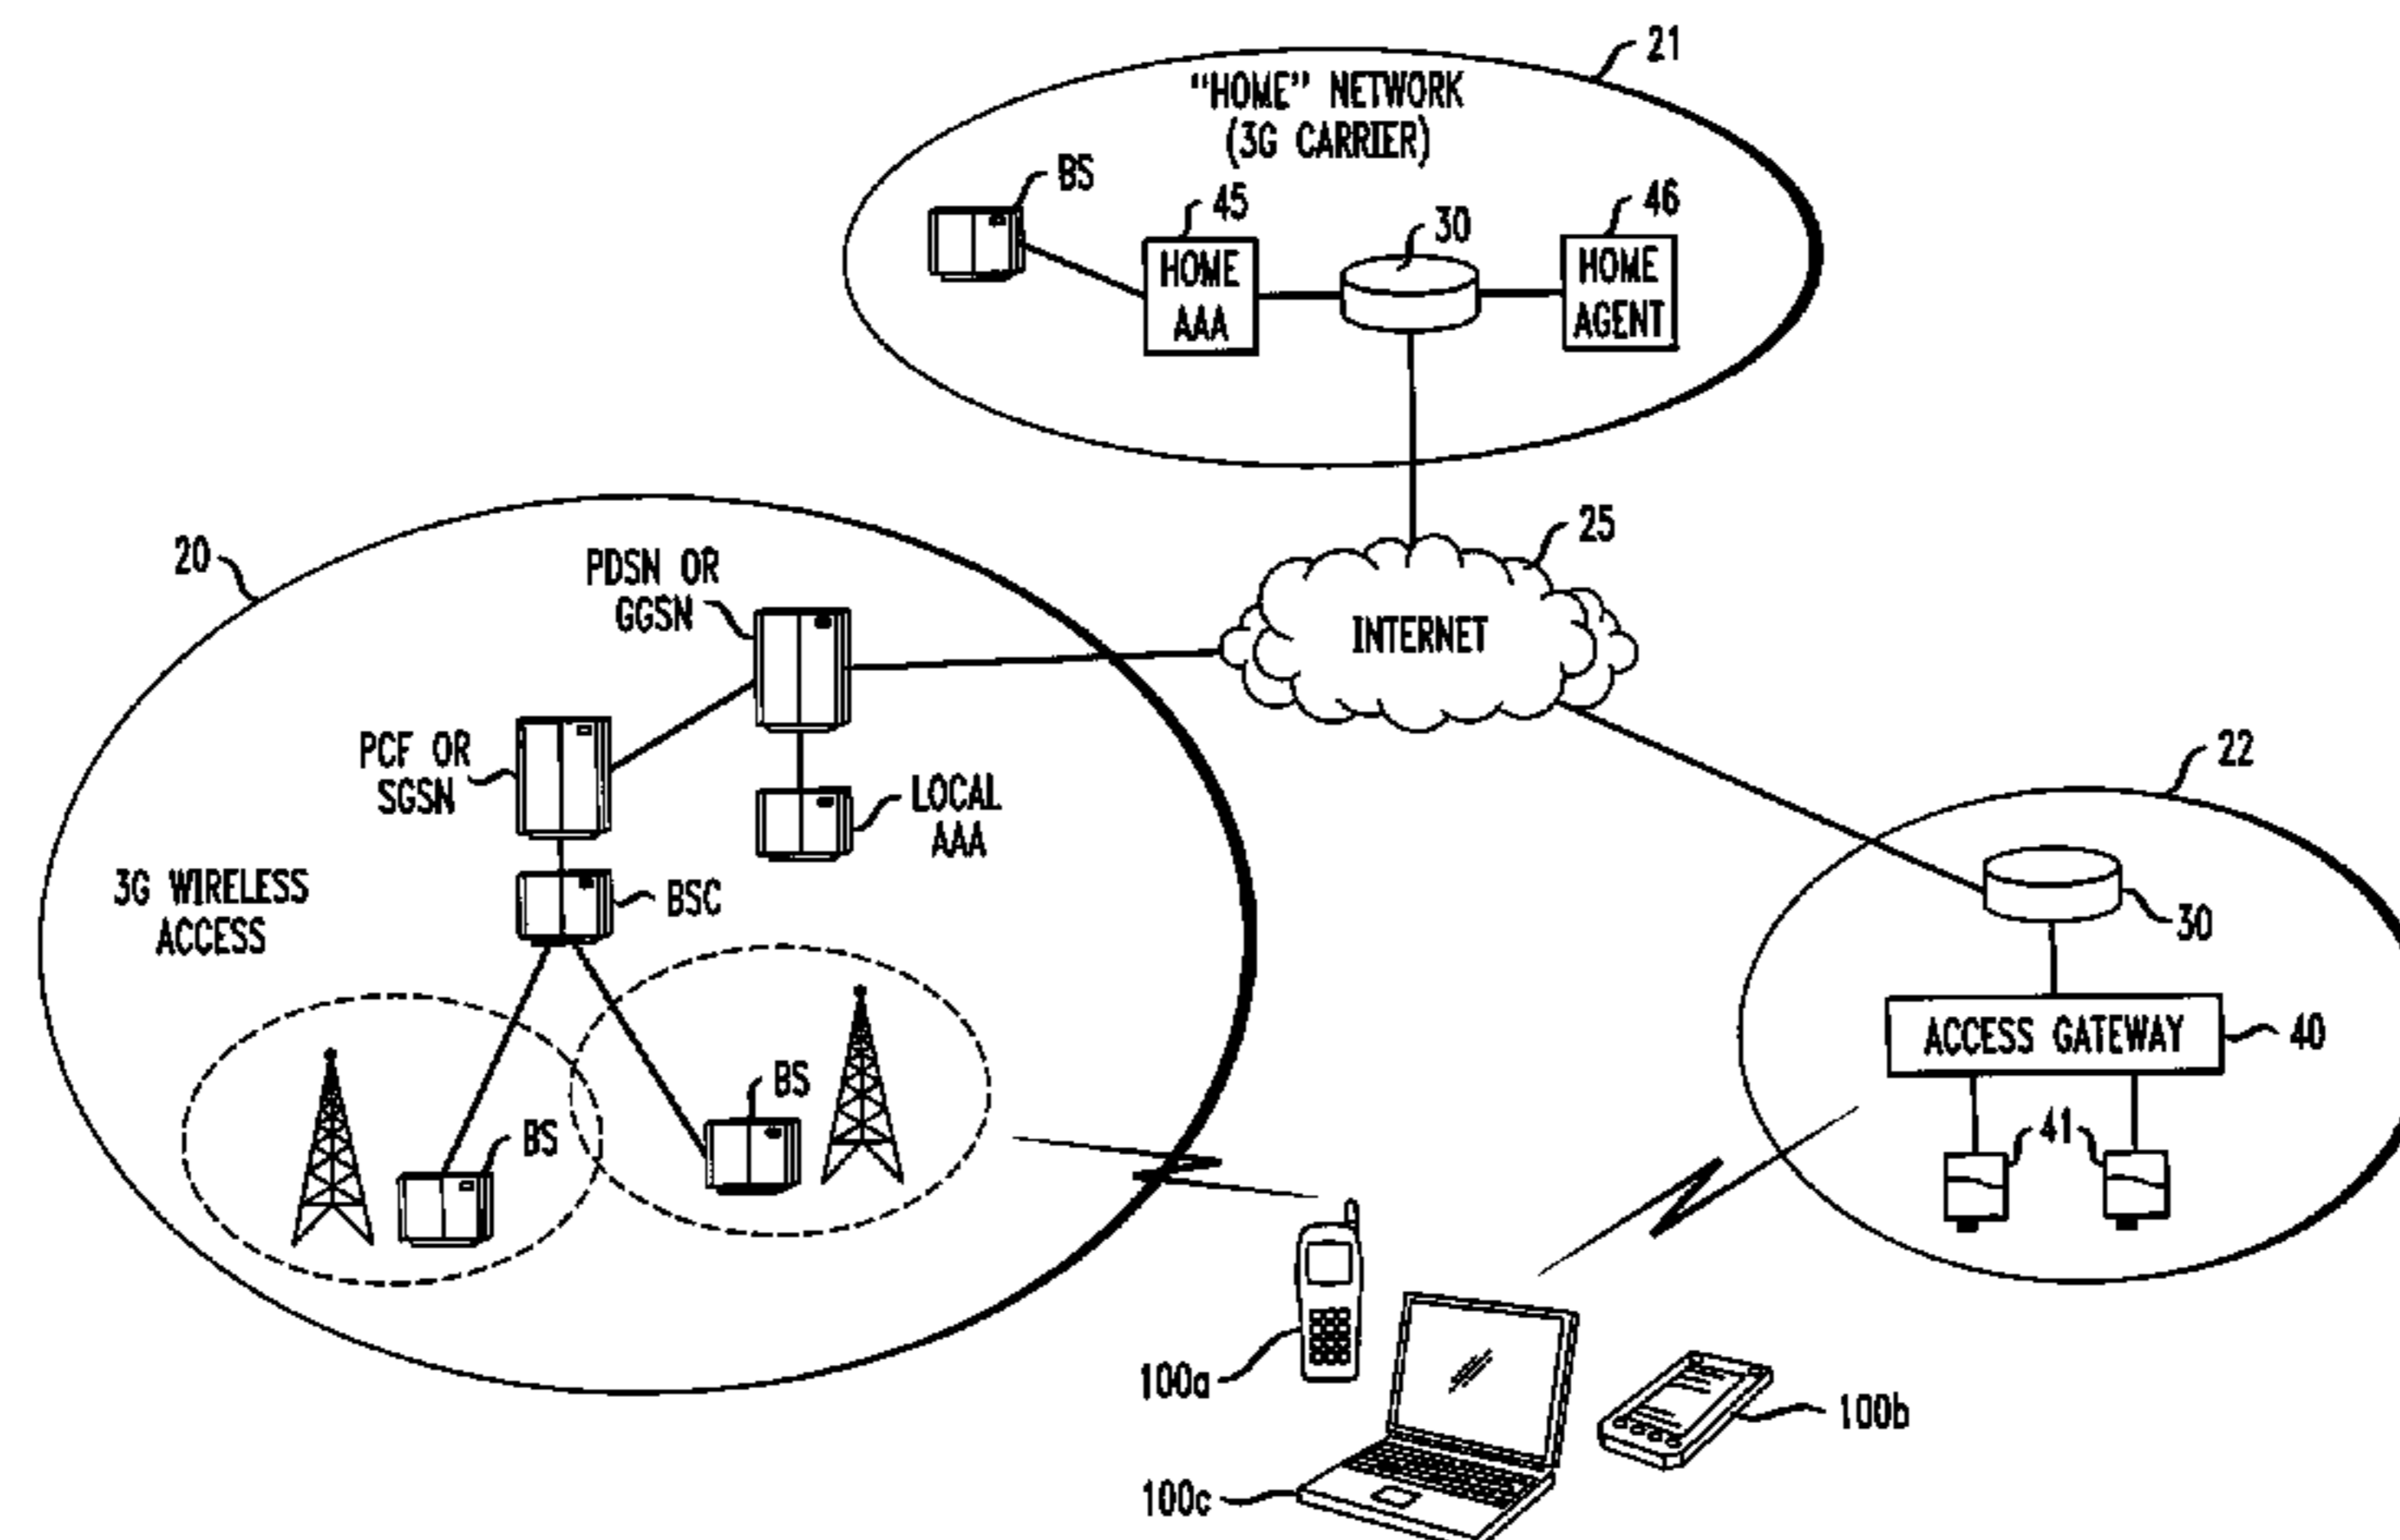 21
"HOME" NETWORK
(3G CARRIER)
BS
45
30
46
HOME
AAA
HOME
AGENT
20
PDSN OR
GGSN
25
INTERNET
PCF OR
SGSN
LOCAL
AAA
22
3G WIRELESS
ACCESS
BSC
30
ACCESS GATEWAY
40
BS
BS
41
100a
100b
100c